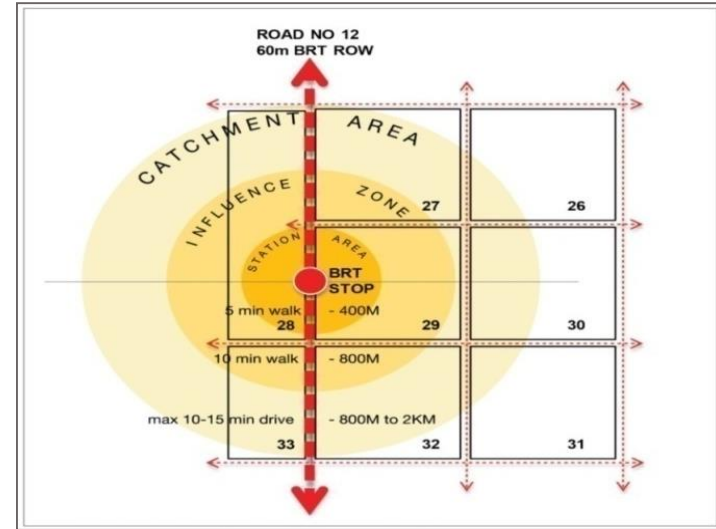 ROAD NO 12
60m BRT ROW
CATCHMENT AREA
INFLUENCE ZONE
27 26
STATION AREA
BRT
STOP
5 min walk - 400M
28 29 30
10 min walk - 800M
max 10-15 min drive - 800M to 2KM
33 32 31